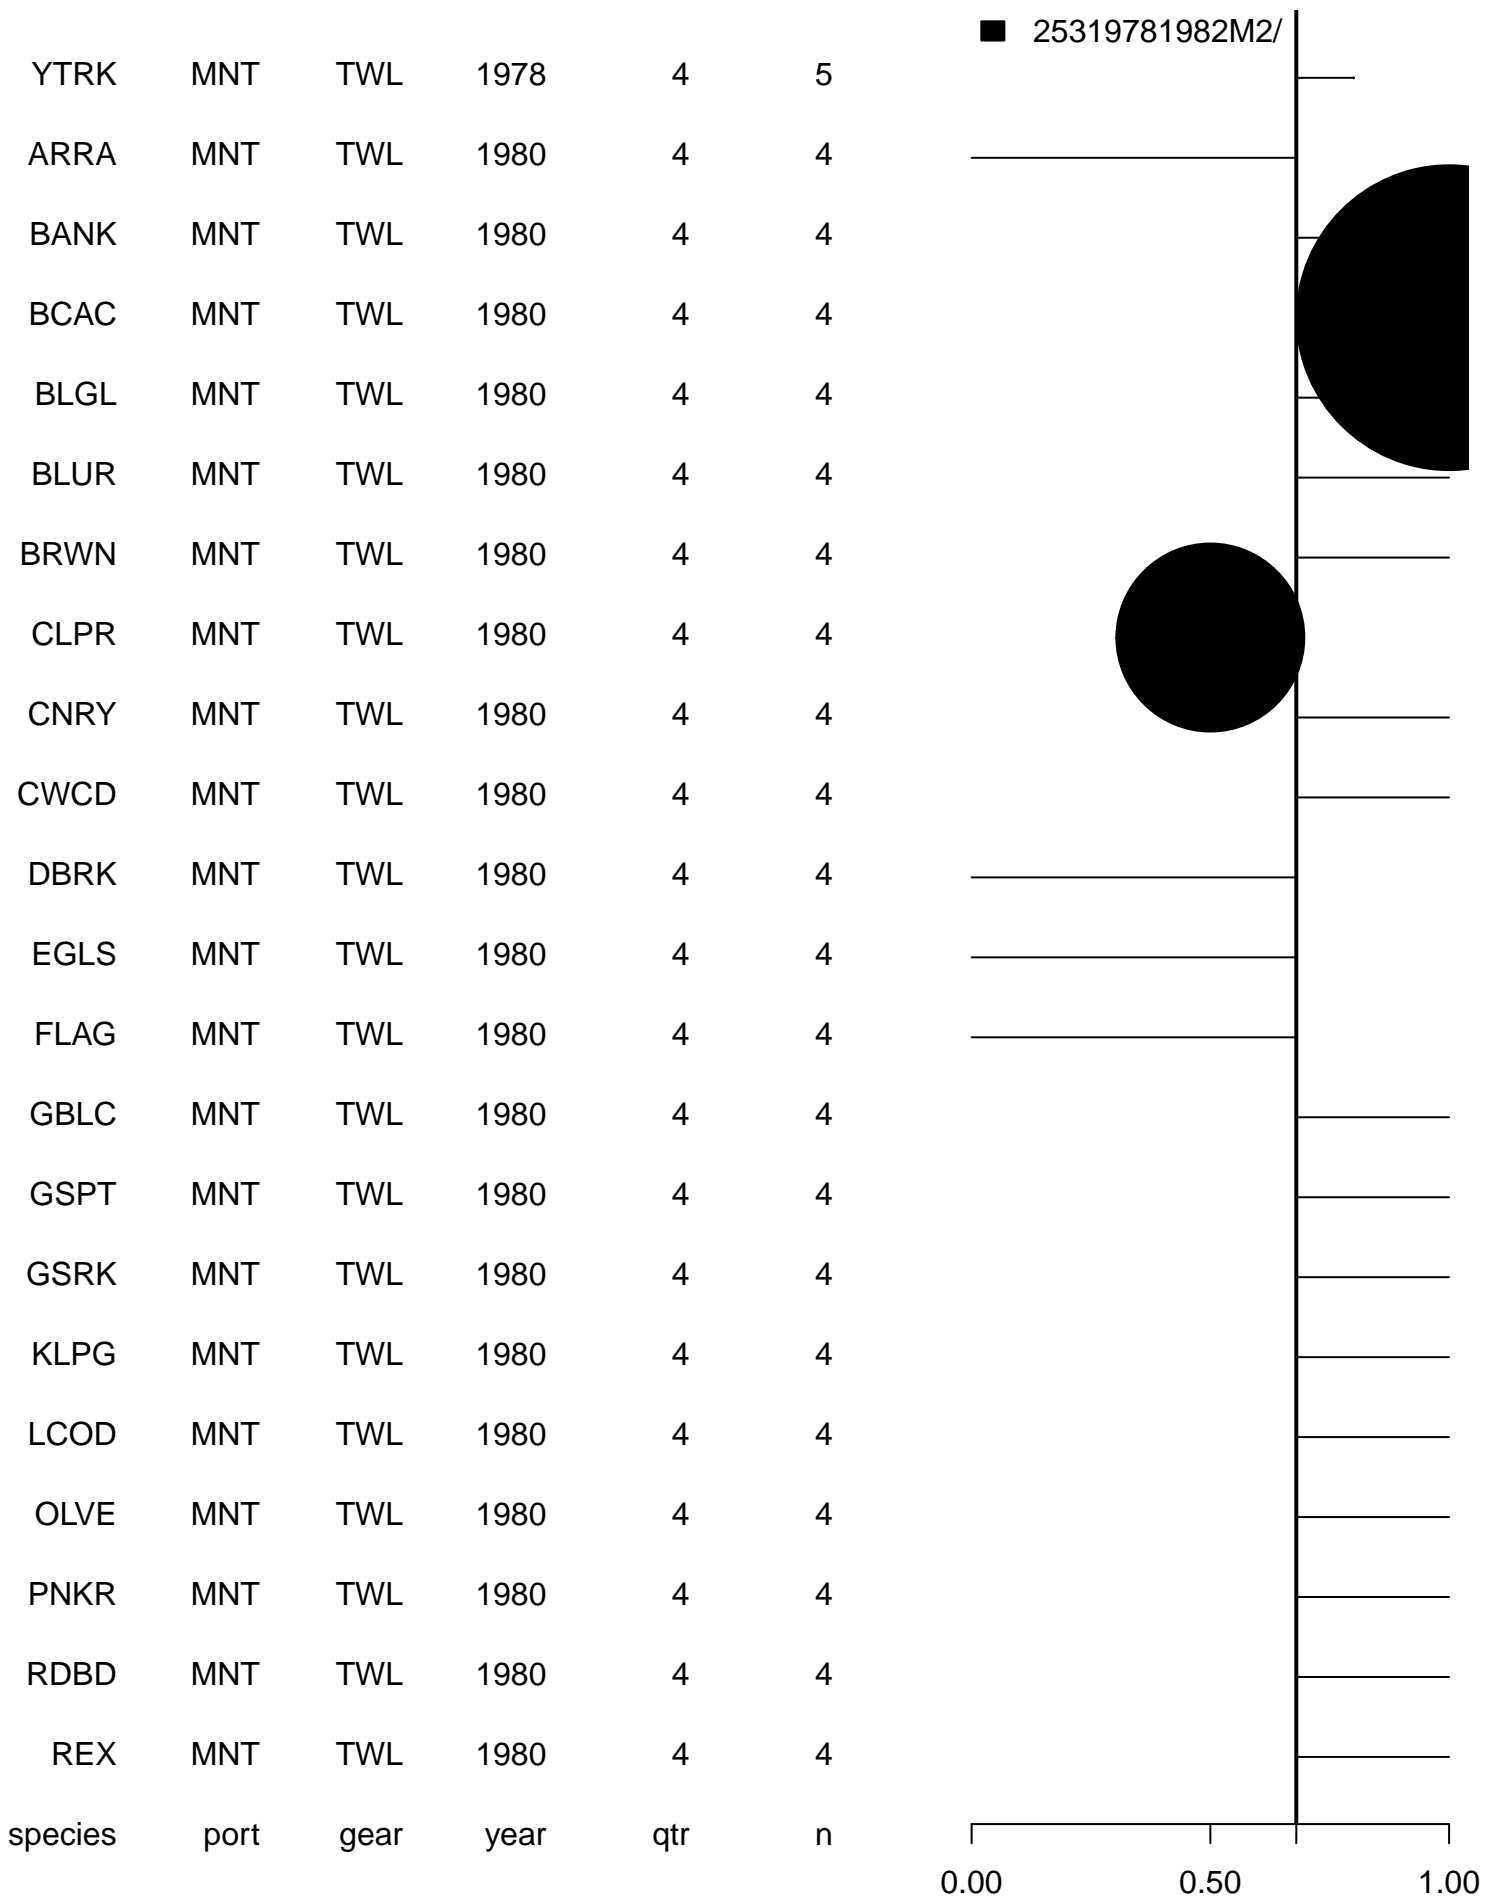 25319781982M2/
YTRK MNT TWL 1978 4 5
ARRA MNT TWL 1980 4 4
BANK MNT TWL 1980 4 4
BCAC MNT TWL 1980 4 4
BLGL MNT TWL 1980 4 4
BLUR MNT TWL 1980 4 4
BRWN MNT TWL 1980 4 4
CLPR MNT TWL 1980 4 4
CNRY MNT TWL 1980 4 4
CWCD MNT TWL 1980 4 4
DBRK MNT TWL 1980 4 4
EGLS MNT TWL 1980 4 4
FLAG MNT TWL 1980 4 4
GBLC MNT TWL 1980 4 4
GSPT MNT TWL 1980 4 4
GSRK MNT TWL 1980 4 4
KLPG MNT TWL 1980 4 4
LCOD MNT TWL 1980 4 4
OLVE MNT TWL 1980 4 4
PNKR MNT TWL 1980 4 4
RDBD MNT TWL 1980 4 4
REX MNT TWL 1980 4 4
species port gear year qtr n
0.00 0.50 1.00